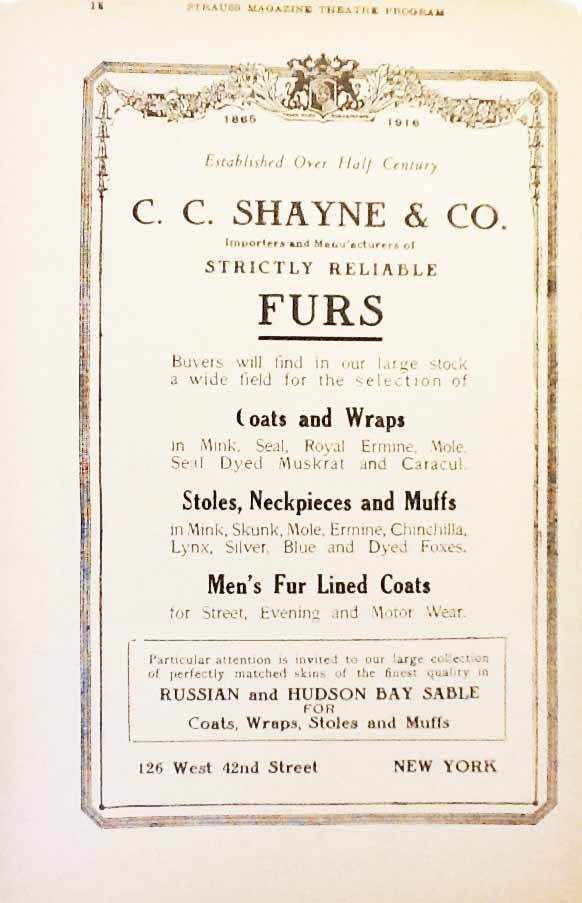 STRAUSS MAGAZINE THEATRE PROGRAM
1865 1916
Established Over Half Century
C. C. SHAYNE & CO.
Importers and Manufacturers of
STRICTLY RELIABLE
FURS
Buyers will find in our large stock
a wide field for the selection of
Coats and Wraps
in Mink, Seal, Royal Ermine, Mole,
Seal Dyed Muskrat and Caracul.
Stoles, Neckpieces and Muffs
in Mink, Skunk, Mole, Ermine, Chinchilla,
Lynx, Silver, Blue and Dyed Foxes.
Men's Fur Lined Coats
for Street, Evening and Motor Wear.
Particular attention is invited to our large collection
of perfectly matched skins of the finest quality in
RUSSIAN and HUDSON BAY SABLE
FOR
Coats, Wraps, Stoles and Muffs
126 West 42nd Street NEW YORK